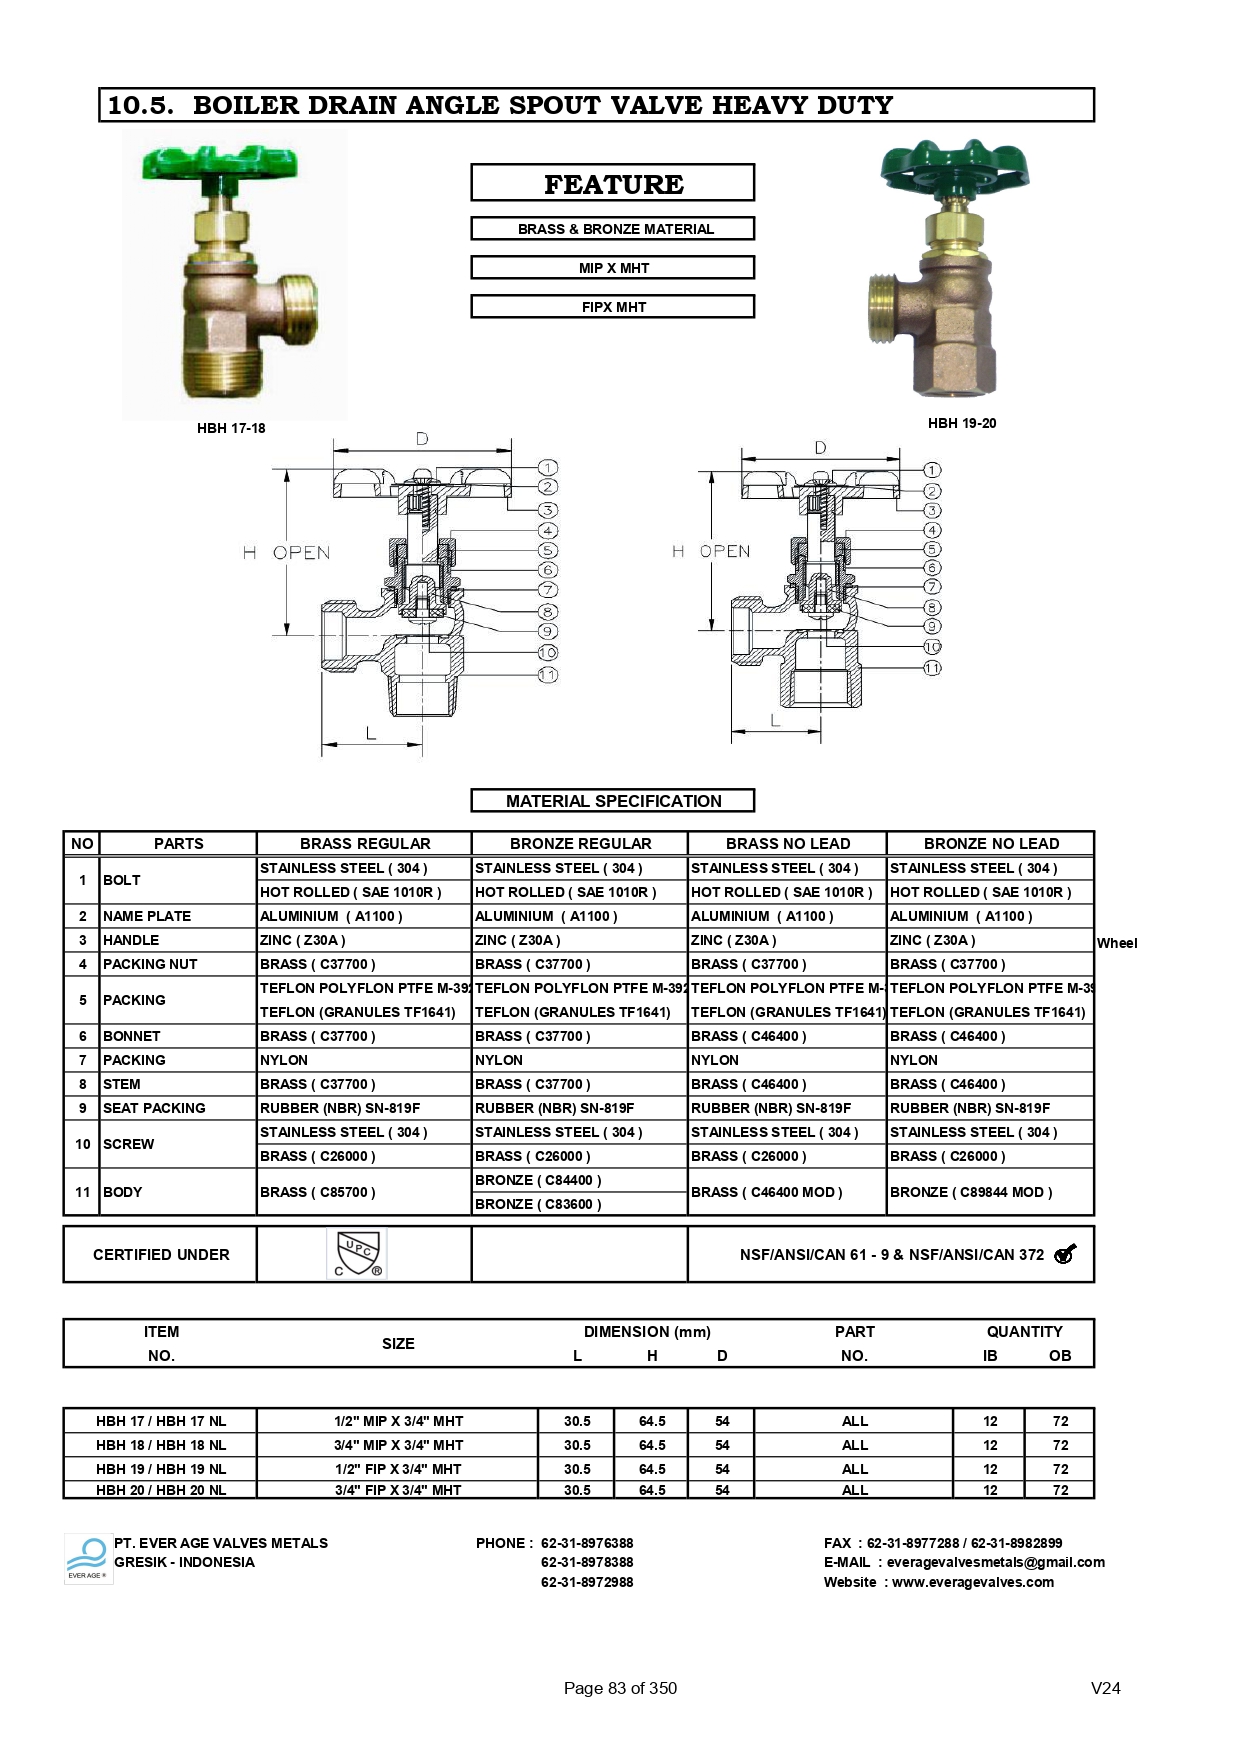 10.5. BOILER DRAIN ANGLE SPOUT VALVE HEAVY DUTY
FEATURE
BRASS & BRONZE MATERIAL
MIP X MHT
FIPX MHT
HBH 17-18
HBH 19-20
D
H OPEN
L
1
2
3
4
5
6
7
8
9
10
11
D
H OPEN
L
1
2
3
4
5
6
7
8
9
10
11
MATERIAL SPECIFICATION
NO PARTS BRASS REGULAR BRONZE REGULAR BRASS NO LEAD BRONZE NO LEAD
1 BOLT STAINLESS STEEL ( 304 ) STAINLESS STEEL ( 304 ) STAINLESS STEEL ( 304 ) STAINLESS STEEL ( 304 )
HOT ROLLED ( SAE 1010R ) HOT ROLLED ( SAE 1010R ) HOT ROLLED ( SAE 1010R ) HOT ROLLED ( SAE 1010R )
2 NAME PLATE ALUMINIUM ( A1100 ) ALUMINIUM ( A1100 ) ALUMINIUM ( A1100 ) ALUMINIUM ( A1100 )
3 HANDLE ZINC ( Z30A ) ZINC ( Z30A ) ZINC ( Z30A ) ZINC ( Z30A ) Wheel
4 PACKING NUT BRASS ( C37700 ) BRASS ( C37700 ) BRASS ( C37700 ) BRASS ( C37700 )
5 PACKING TEFLON POLYFLON PTFE M-392 TEFLON POLYFLON PTFE M-392 TEFLON POLYFLON PTFE M- TEFLON POLYFLON PTFE M-39
TEFLON (GRANULES TF1641) TEFLON (GRANULES TF1641) TEFLON (GRANULES TF1641) TEFLON (GRANULES TF1641)
6 BONNET BRASS ( C37700 ) BRASS ( C37700 ) BRASS ( C46400 ) BRASS ( C46400 )
7 PACKING NYLON NYLON NYLON NYLON
8 STEM BRASS ( C37700 ) BRASS ( C37700 ) BRASS ( C46400 ) BRASS ( C46400 )
9 SEAT PACKING RUBBER (NBR) SN-819F RUBBER (NBR) SN-819F RUBBER (NBR) SN-819F RUBBER (NBR) SN-819F
10 SCREW STAINLESS STEEL ( 304 ) STAINLESS STEEL ( 304 ) STAINLESS STEEL ( 304 ) STAINLESS STEEL ( 304 )
BRASS ( C26000 ) BRASS ( C26000 ) BRASS ( C26000 ) BRASS ( C26000 )
11 BODY BRASS ( C85700 ) BRONZE ( C84400 ) BRASS ( C46400 MOD ) BRONZE ( C89844 MOD )
BRONZE ( C83600 )
CERTIFIED UNDER UPC C ® NSF/ANSI/CAN 61 - 9 & NSF/ANSI/CAN 372
ITEM SIZE DIMENSION (mm) PART QUANTITY
NO. L H D NO. IB OB
HBH 17 / HBH 17 NL 1/2" MIP X 3/4" MHT 30.5 64.5 54 ALL 12 72
HBH 18 / HBH 18 NL 3/4" MIP X 3/4" MHT 30.5 64.5 54 ALL 12 72
HBH 19 / HBH 19 NL 1/2" FIP X 3/4" MHT 30.5 64.5 54 ALL 12 72
HBH 20 / HBH 20 NL 3/4" FIP X 3/4" MHT 30.5 64.5 54 ALL 12 72
EVER AGE ®
PT. EVER AGE VALVES METALS PHONE : 62-31-8976388 FAX : 62-31-8977288 / 62-31-8982899
GRESIK - INDONESIA 62-31-8978388 E-MAIL : everagevalvesmetals@gmail.com
62-31-8972988 Website : www.everagevalves.com
Page 83 of 350 V24